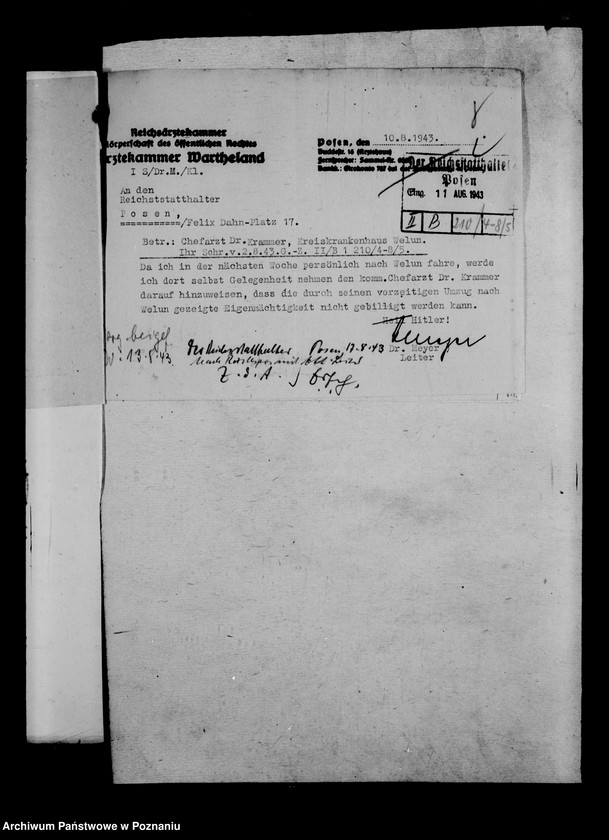 Reichsärztekammer
Körperschaft des öffentlichen Rechtes
Ärztekammer Wartheland
I S/Dr.M./Kl.
Posen, den 10.8.1943.
Der Reichsstatthalter
Posen
Eing. 11 AUG. 1943
II B 210/4-8/5
An den
Reichststatthalter
Posen,
==========/Felix Dahn-Platz 17.
Betr.: Chefarzt Dr. Krammer, Kreiskrankenhaus Welun.
Ihr Schr.v.2.8.43.G.-Z. II/B 1 210/4-8/5.
Da ich in der nächsten Woche persönlich nach Welun fahre, werde
ich dort selbst Gelegenheit nehmen den komm.Chefarzt Dr. Krammer
darauf hinzuweisen, dass die durch seinen vorzeitigen Umzug nach
Welun gezeigte Eigenmächtigkeit nicht gebilligt werden kann.
Heil Hitler!
Dr. Meyer
Leiter
13.8.43
Der Reichsstatthalter Posen, 17.8.43
Z. d. A.
Archiwum Państwowe w Poznaniu